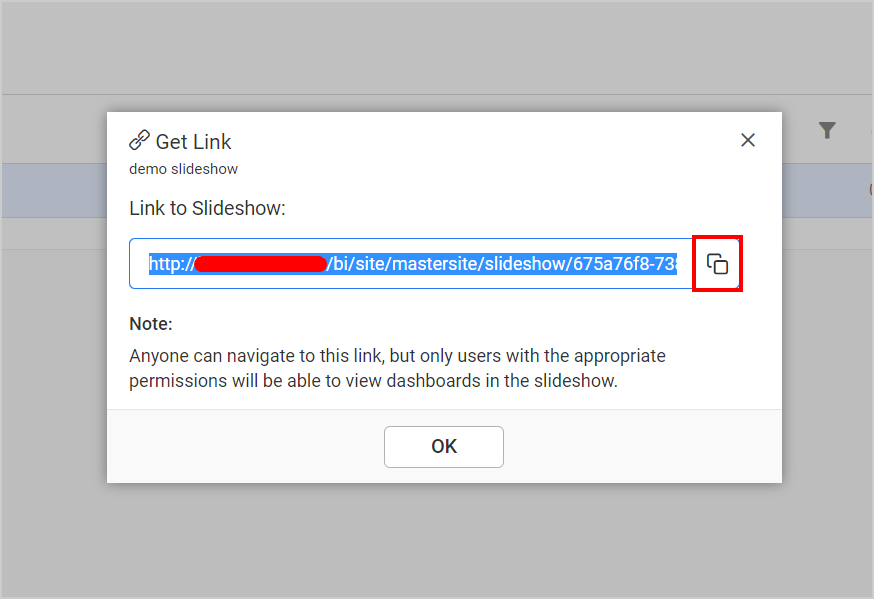 Get Link
demo slideshow
Link to Slideshow:
http:// /bi/site/mastersite/slideshow/675a76f8-73
Note:
Anyone can navigate to this link, but only users with the appropriate
permissions will be able to view dashboards in the slideshow.
OK